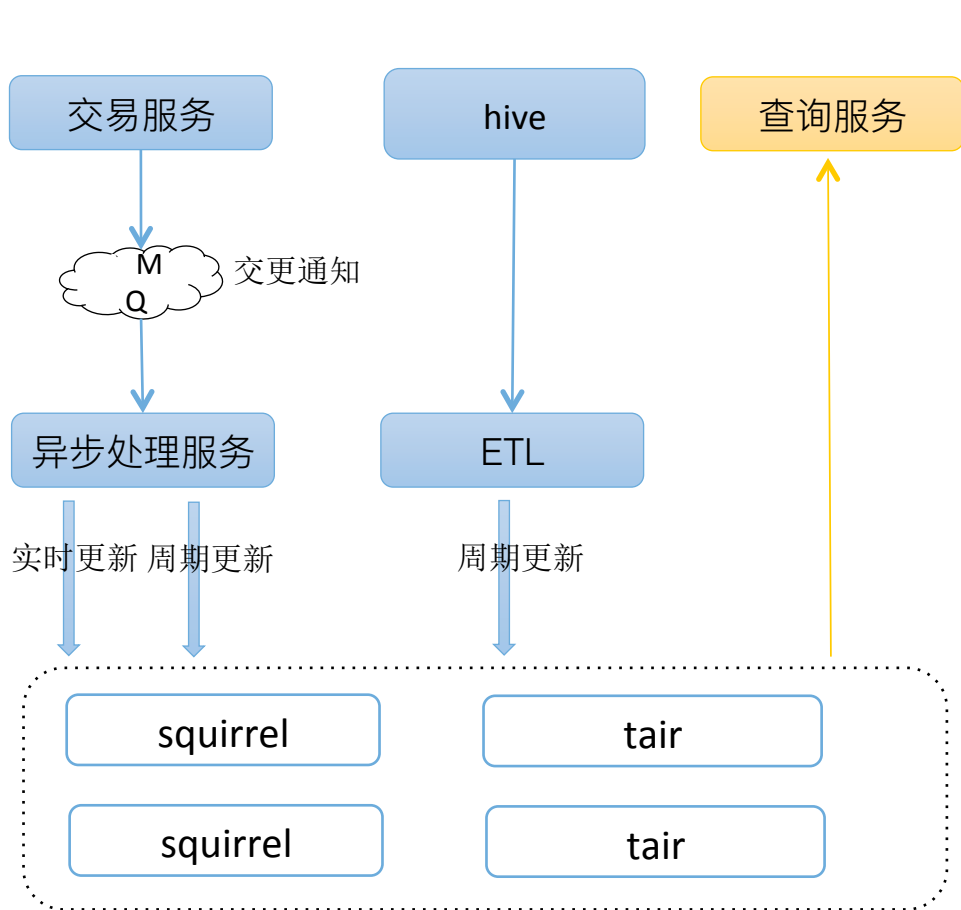 交易服务
hive
查询服务
M
Q
交更通知
异步处理服务
ETL
实时更新
周期更新
周期更新
squirrel
tair
squirrel
tair